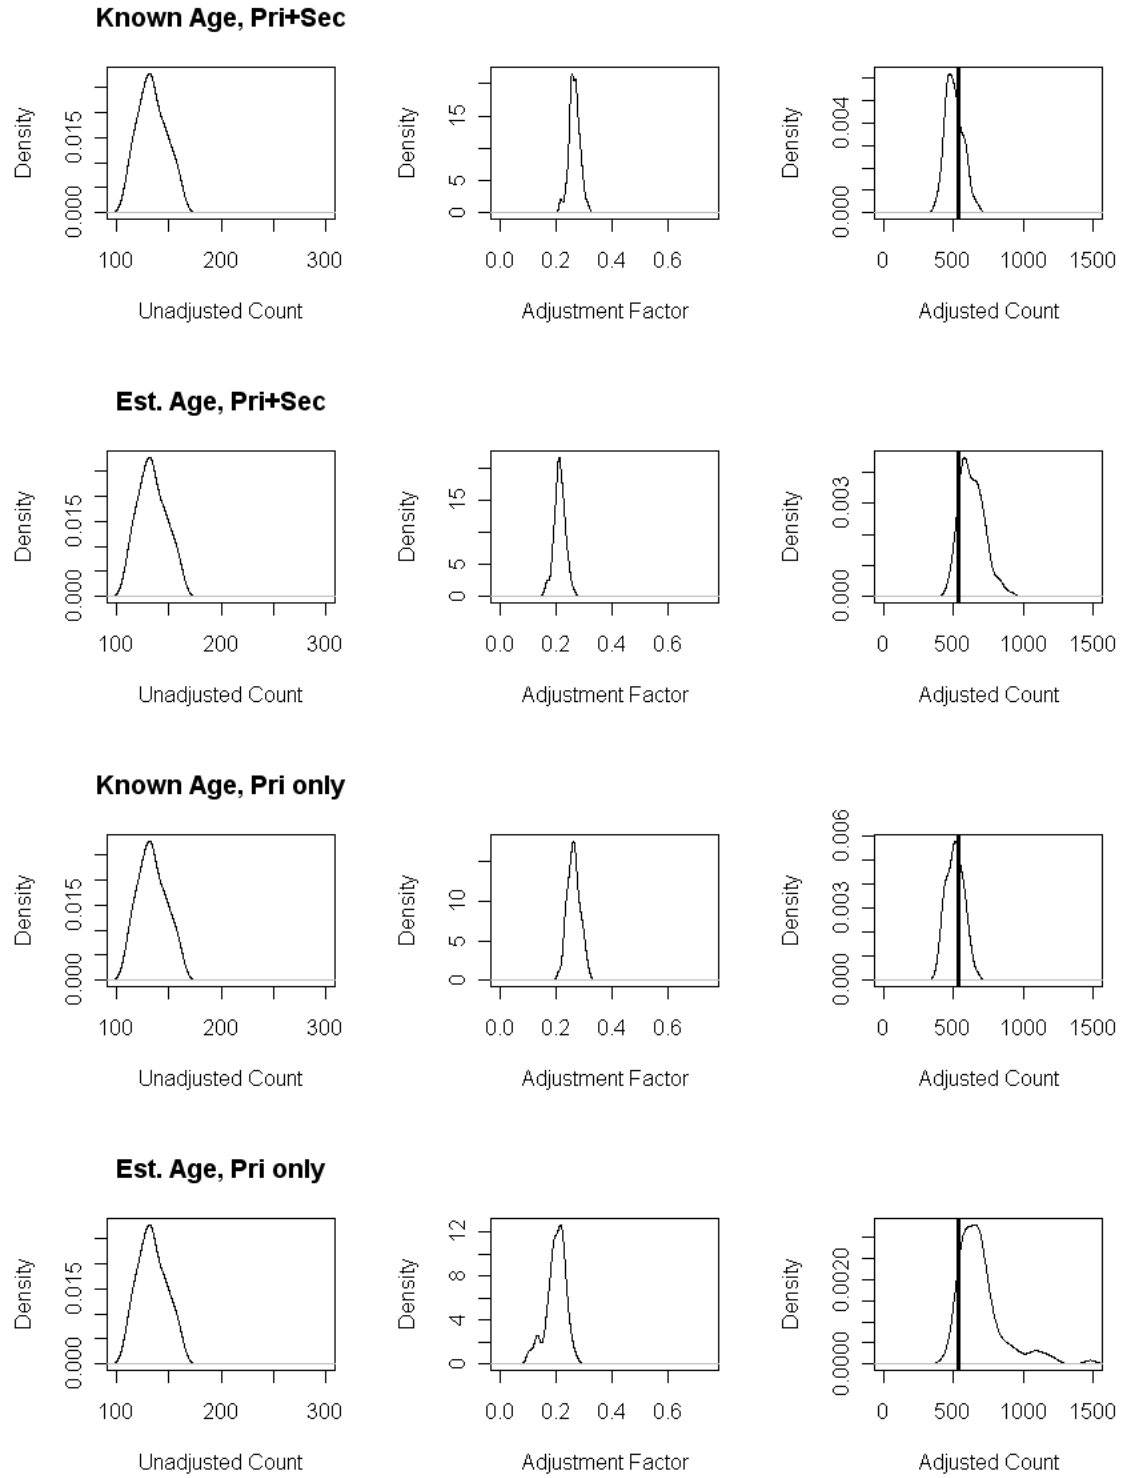 Known Age, Pri+Sec
Density
0.000 0.015
100 200 300
Unadjusted Count
Density
0 5 15
0.0 0.2 0.4 0.6
Adjustment Factor
Density
0.000 0.004
0 500 1000 1500
Adjusted Count
Est. Age, Pri+Sec
Density
0.000 0.015
100 200 300
Unadjusted Count
Density
0 5 15
0.0 0.2 0.4 0.6
Adjustment Factor
Density
0.000 0.003
0 500 1000 1500
Adjusted Count
Known Age, Pri only
Density
0.000 0.015
100 200 300
Unadjusted Count
Density
0 5 10
0.0 0.2 0.4 0.6
Adjustment Factor
Density
0.000 0.003 0.006
0 500 1000 1500
Adjusted Count
Est. Age, Pri only
Density
0.000 0.015
100 200 300
Unadjusted Count
Density
0 4 8 12
0.0 0.2 0.4 0.6
Adjustment Factor
Density
0.0000 0.0020
0 500 1000 1500
Adjusted Count